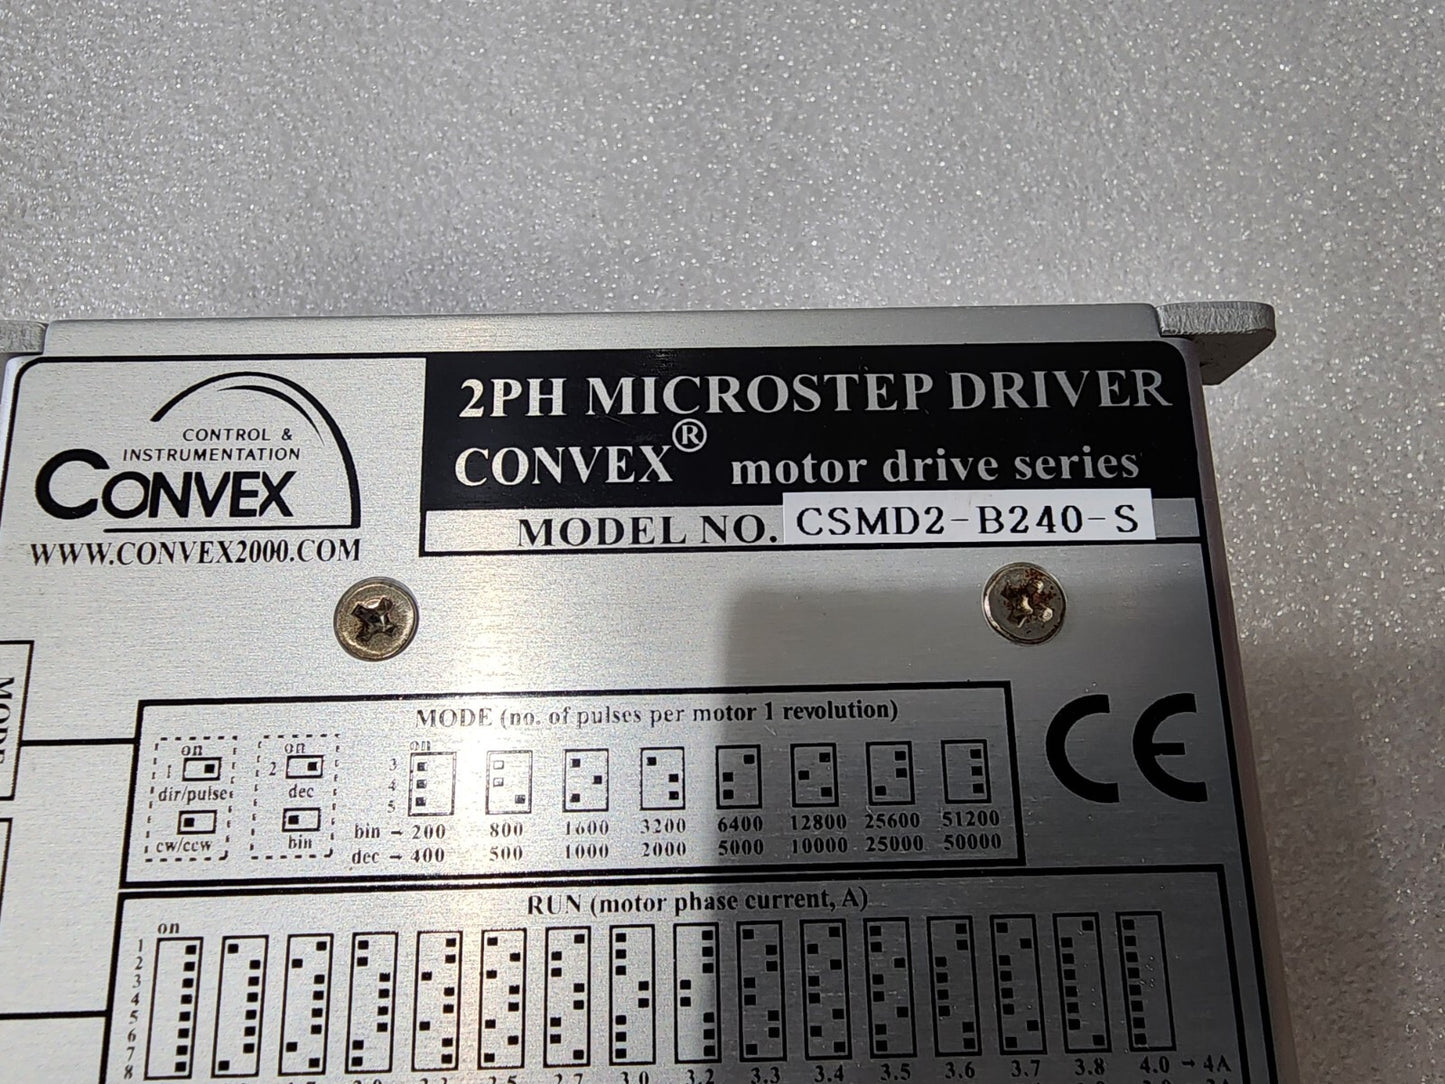 CONTROL &
INSTRUMENTATION
CONVEX
WWW.CONVEX2000.COM
2PH MICROSTEP DRIVER
CONVEX® motor drive series
MODEL NO. CSMD2-B240-S
CE
MODE (no. of pulses per motor 1 revolution)
on on on
1 2 3
4
5
dir/pulse dec
cw/ccw bin
bin → 200 800 1600 3200 6400 12800 25600 51200
dec → 400 500 1000 2000 5000 10000 25000 50000
RUN (motor phase current, A)
on
1
2
3
4
5
6
7
8
3.0 3.2 3.3 3.4 3.5 3.6 3.7 3.8 4.0 → 4A